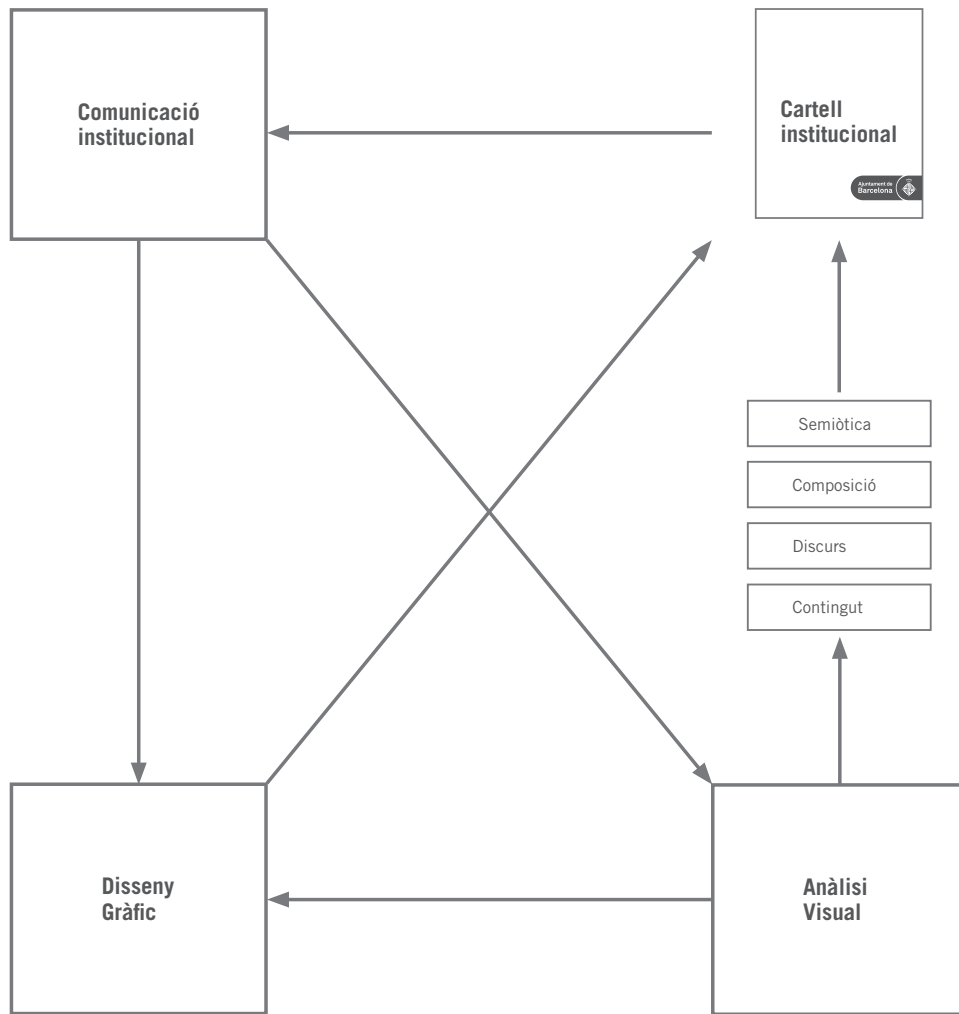 Comunicació
institucional
Cartell
institucional
Ajuntament de
Barcelona
Semiòtica
Composició
Discurs
Contingut
Disseny
Gràfic
Anàlisi
Visual